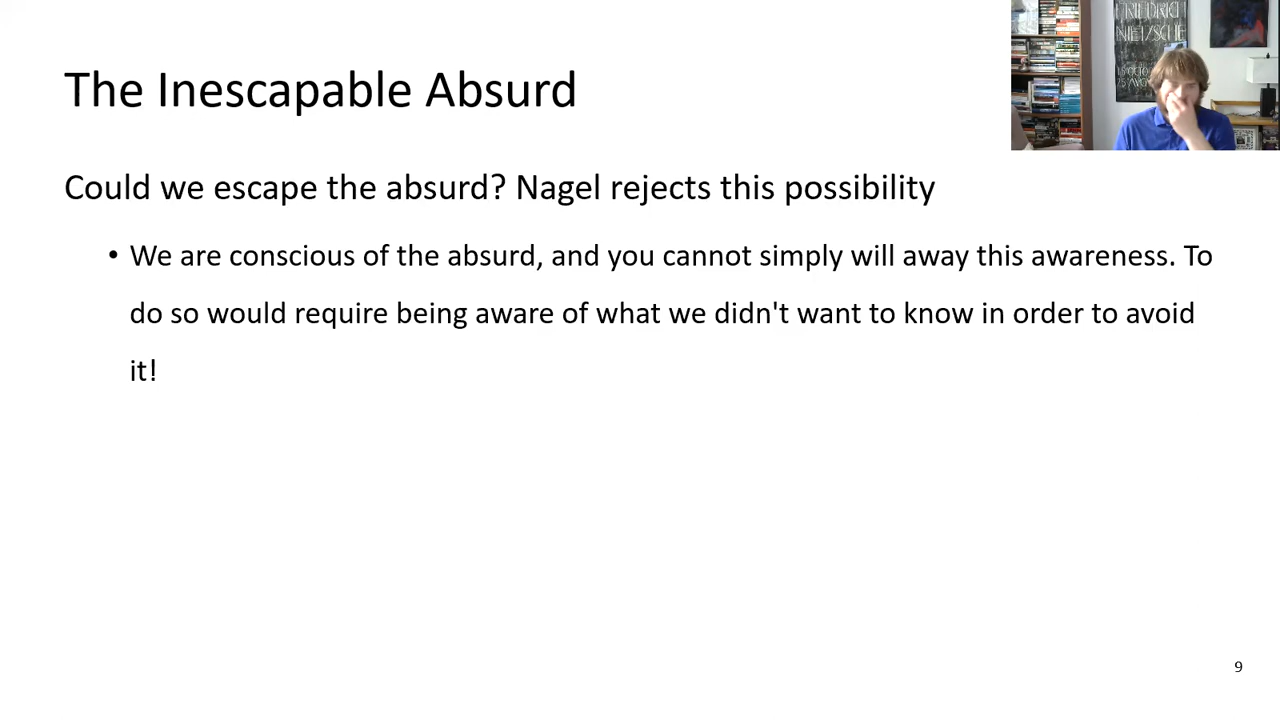 The Inescapable Absurd
FRIEDRICH
NIETZSCHE
Could we escape the absurd? Nagel rejects this possibility
• We are conscious of the absurd, and you cannot simply will away this awareness. To
do so would require being aware of what we didn't want to know in order to avoid
it!
9